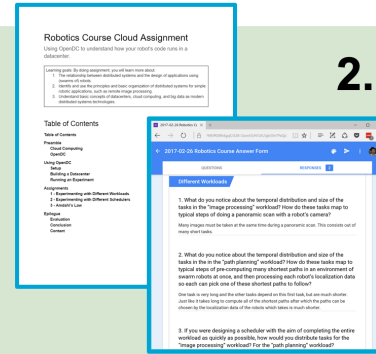 Robotics Course Cloud Assignment
Using OpenDC to understand how your robot's code runs in a
datacenter.
Learning goals: By doing assignment, you will learn more about:
1. The relationship between distributed systems and the design of applications using
(swarms of) robots.
2. Identify and use the principles and basic organization of distributed systems for simple
robotic applications, such as remote image processing.
3. Understand basic concepts of datacenters, cloud computing, and big data as modern
distributed systems technologies.
Table of Contents
Table of Contents
Preamble
Cloud Computing
OpenDC
Using OpenDC
Setup
Building a Datacenter
Running an Experiment
Assignments
1 - Experimenting with Different Workloads
2 - Experimenting with Different Schedulers
3 - Amdahl's Law
Epilogue
Evaluation
Conclusion
Contact
2.
2017-02-26 Robotics Co
2017-02-26 Robotics Course Answer Form
QUESTIONS
RESPONSES
Different Workloads
1. What do you notice about the temporal distribution and size of the
tasks in the "image processing" workload? How do these map to
typical steps of doing a panoramic scan with a robot's camera?
Many images must be taken at the same time during a panoramic scan. This consists out of
many short tasks.
2. What do you notice about the temporal distribution and size of the
tasks in the in the "path planning" workload? How do these map to
typical steps of pre-computing many shortest paths in an environment of
swarm robots at once, and then processing each robot's localization data
so each can pick one of these shortest paths to follow?
One task is very long and the other tasks depend on this first task, but are much shorter.
Just like it takes long to compute all of the shortest paths after which the paths can be
chosen by the localization data of the robots which takes is much shorter.
3. If you were designing a scheduler with the aim of completing the entire
workload as quickly as possible, how would you distribute tasks for the
"image processing" workload? For the "path planning" workload?